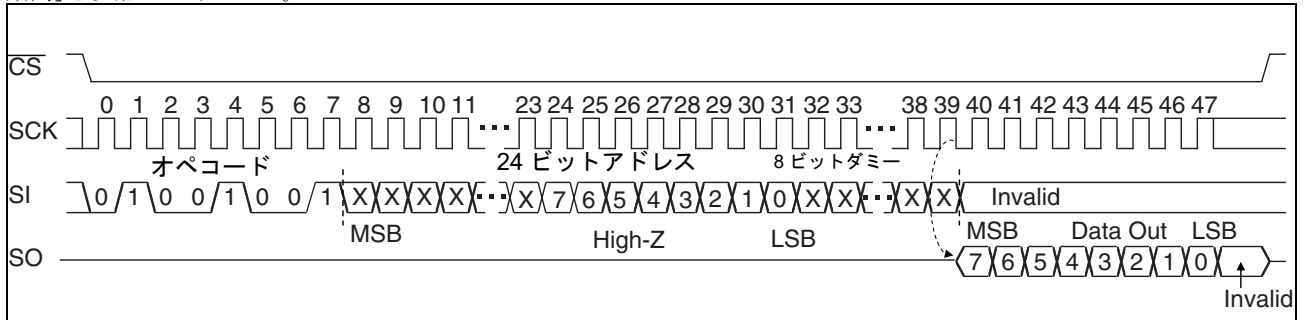 CS
0 1 2 3 4 5 6 7 8 9 10 11 23 24 25 26 27 28 29 30 31 32 33 38 39 40 41 42 43 44 45 46 47
SCK
オペコード 24 ビットアドレス 8 ビットダミー
SI 0 1 0 0 1 0 0 1 X X X X X 7 6 5 4 3 2 1 0 X X X X Invalid
MSB High-Z LSB MSB Data Out LSB
SO 7 6 5 4 3 2 1 0
Invalid